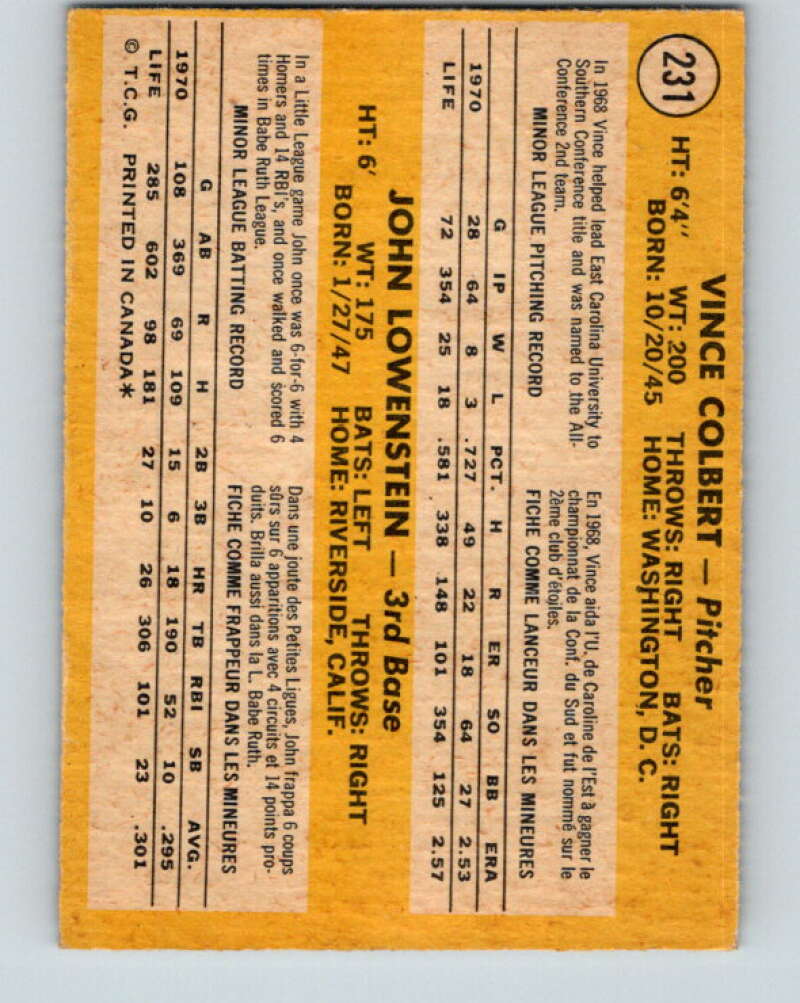 231
VINCE COLBERT — Pitcher
HT: 6'4" WT: 200 THROWS: RIGHT BATS: RIGHT
BORN: 10/20/45 HOME: WASHINGTON, D. C.
In 1968 Vince helped lead East Carolina University to
Southern Conference title and was named to the All-
Conference 2nd team.
En 1968, Vince aida l'U. de Caroline de l'Est à gagner le
championnat de la Conf. du Sud et fut nommé sur le
2ème club d'étoiles.
MINOR LEAGUE PITCHING RECORD FICHE COMME LANCEUR DANS LES MINEURES
G IP W L PCT. H R ER SO BB ERA
1970 28 64 8 3 .727 49 22 18 64 27 2.53
LIFE 72 354 25 18 .581 338 148 101 354 125 2.57
JOHN LOWENSTEIN — 3rd Base
HT: 6' WT: 175 BATS: LEFT THROWS: RIGHT
BORN: 1/27/47 HOME: RIVERSIDE, CALIF.
In a Little League game John once was 6-for-6 with 4
Homers and 14 RBI's, and once walked and scored 6
times in Babe Ruth League.
Dans une joute des Petites Ligues, John frappa 6 coups
sûrs sur 6 apparitions avec 4 circuits et 14 points pro-
duits. Brilla aussi dans la L. Babe Ruth.
MINOR LEAGUE BATTING RECORD FICHE COMME FRAPPEUR DANS LES MINEURES
G AB R H 2B 3B HR TB RBI SB AVG.
1970 108 369 69 109 15 6 18 190 52 10 .295
LIFE 285 602 98 181 27 10 26 306 101 23 .301
© T.C.G. PRINTED IN CANADA*